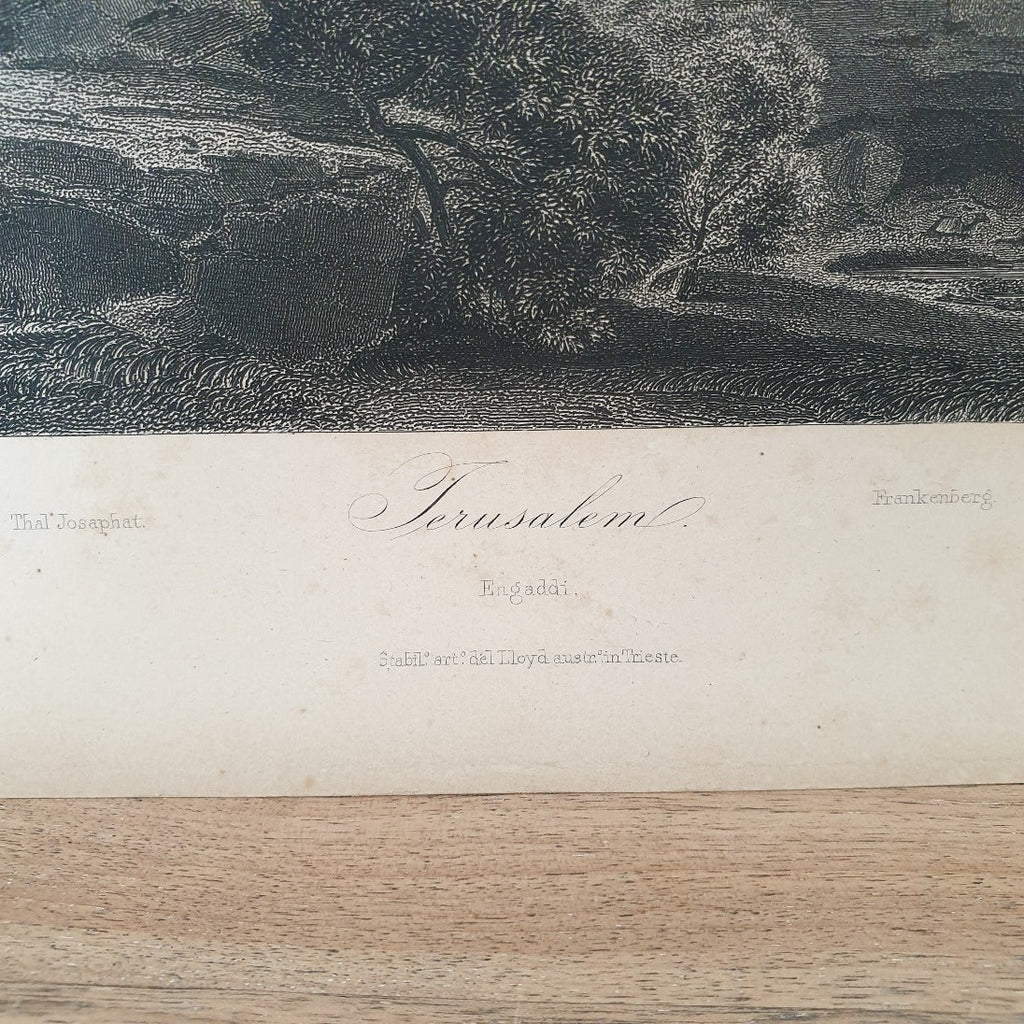 Thal* Josaphat.
Jerusalem.
Frankenberg.
Engaddi.
Stabil.º art.º del Lloyd austr.º in Trieste.